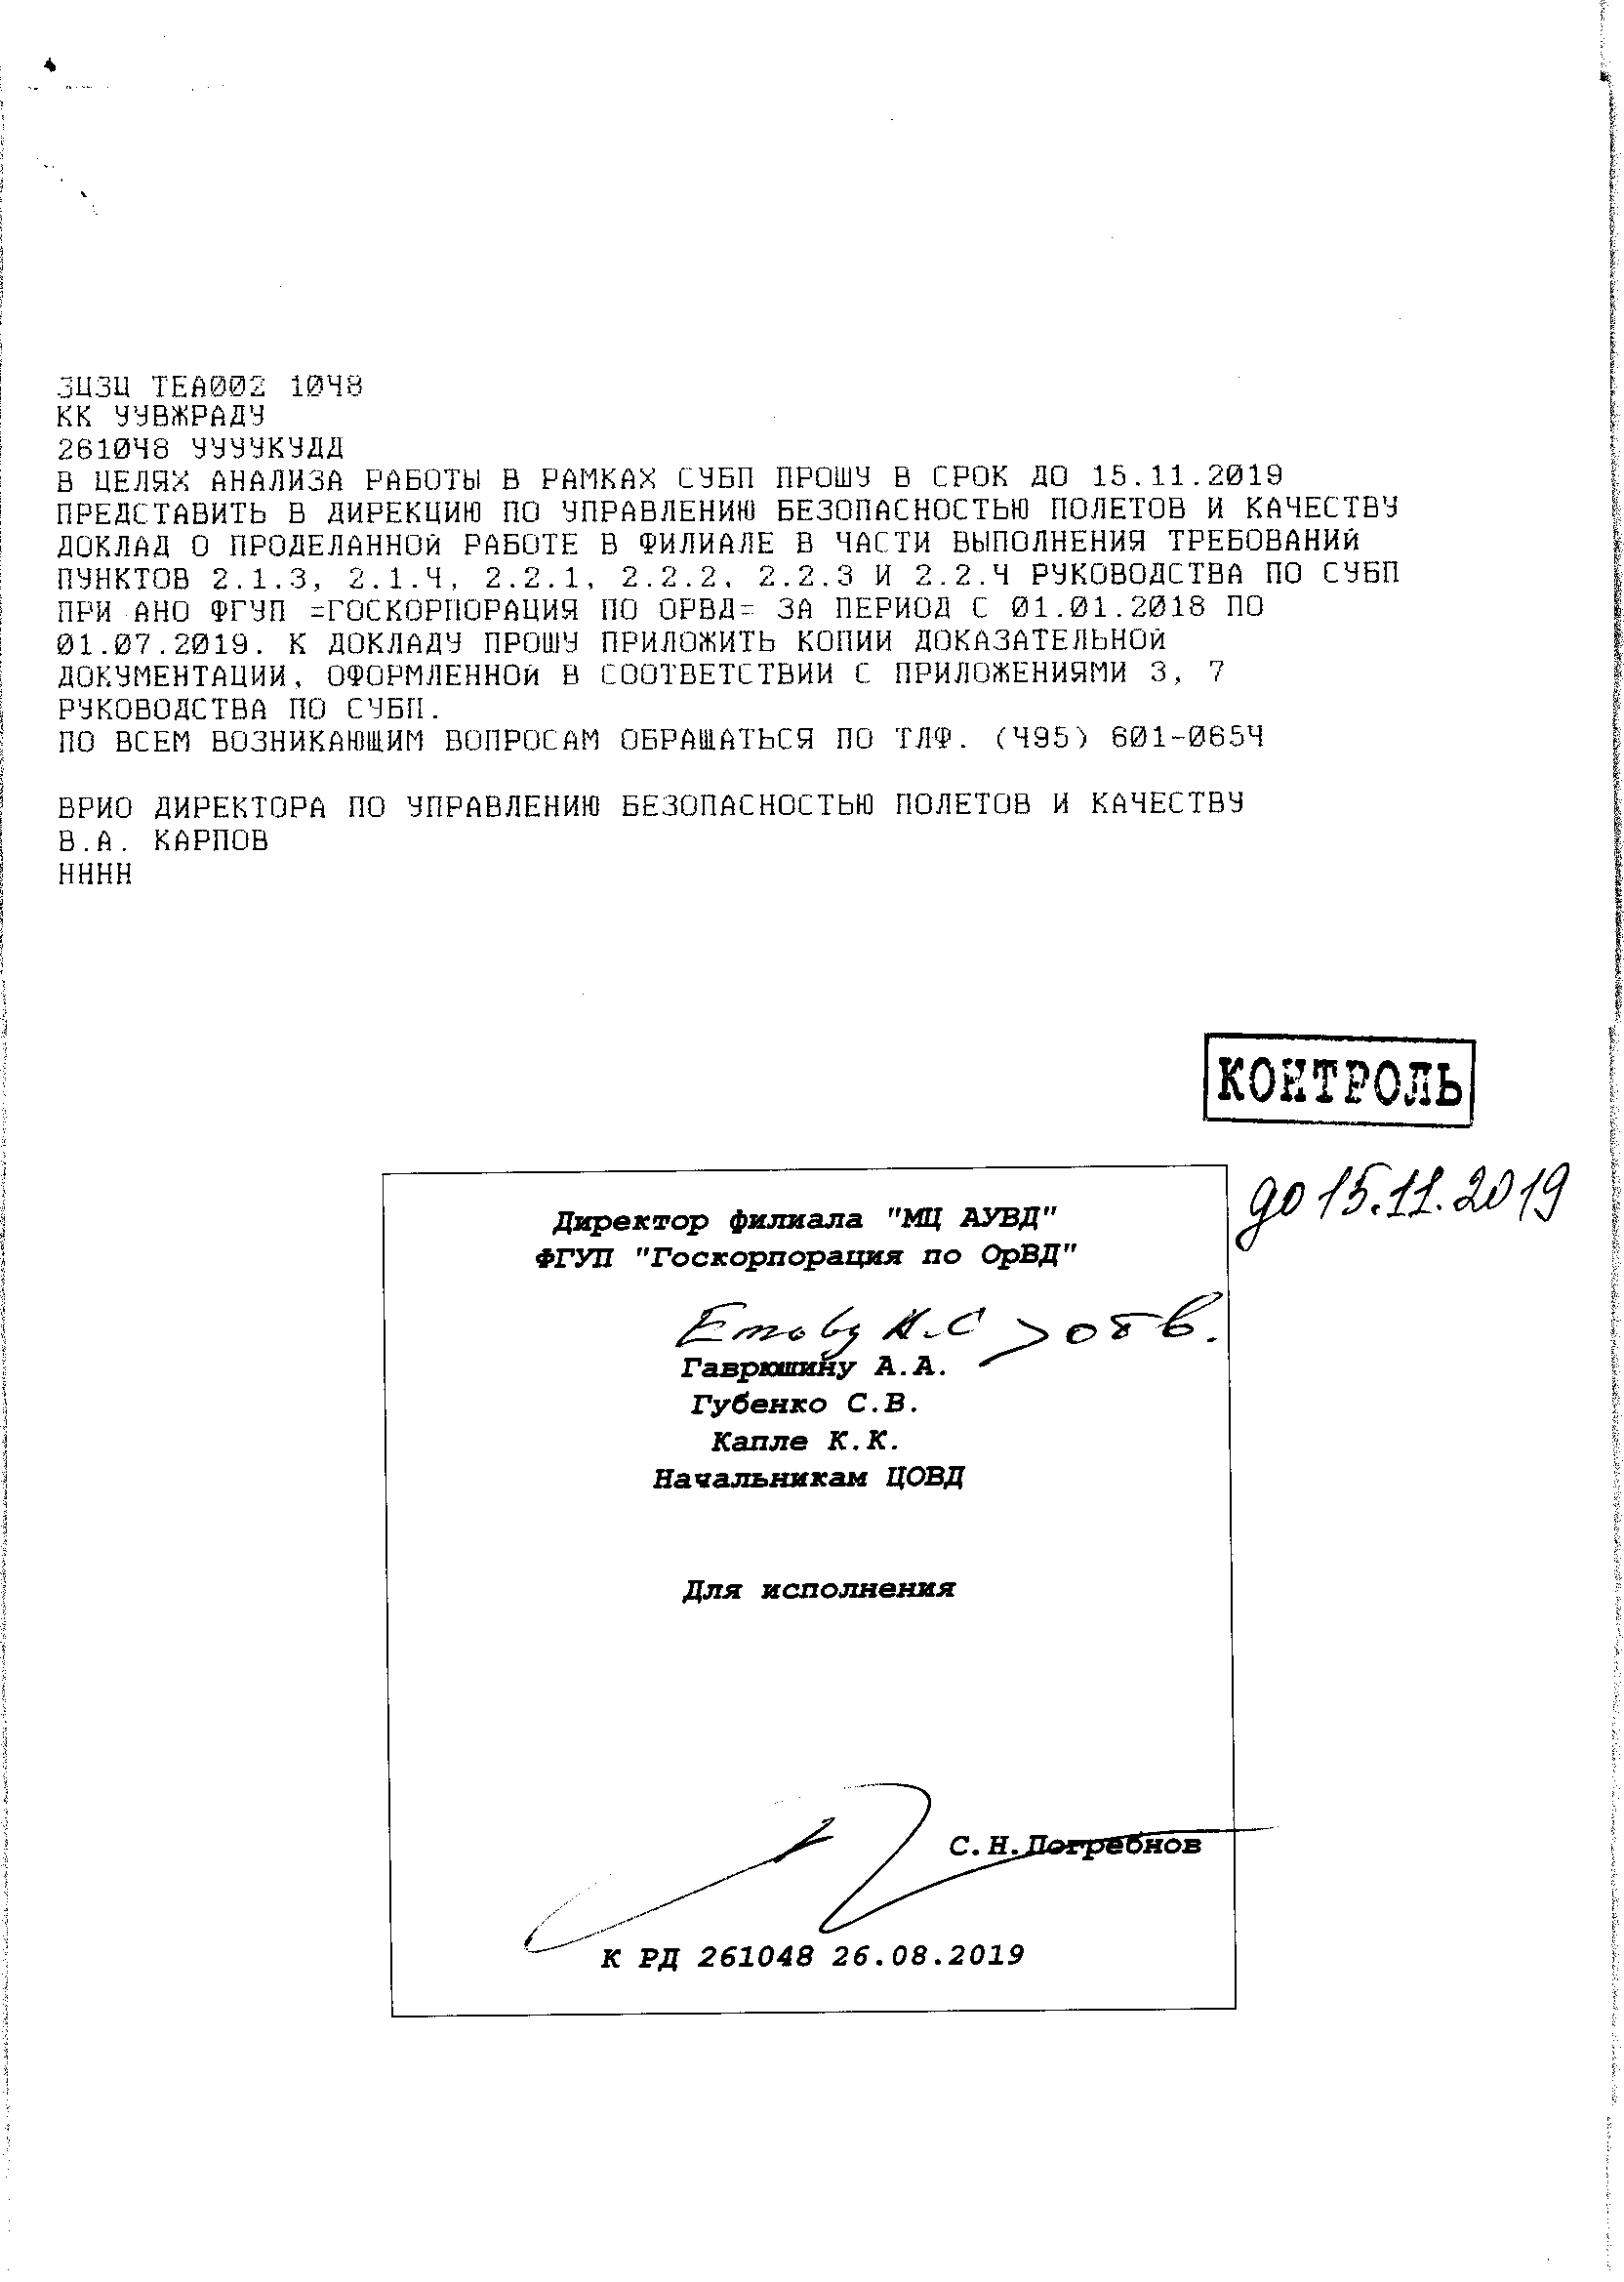 ЗЦЗЦ ТЕА002 1048
КК УУВЖРАДУ
261048 УУУУКУДД
В ЦЕЛЯХ АНАЛИЗА РАБОТЫ В РАМКАХ СУБП ПРОШУ В СРОК ДО 15.11.2019
ПРЕДСТАВИТЬ В ДИРЕКЦИЮ ПО УПРАВЛЕНИЮ БЕЗОПАСНОСТЬЮ ПОЛЕТОВ И КАЧЕСТВУ
ДОКЛАД О ПРОДЕЛАННОЙ РАБОТЕ В ФИЛИАЛЕ В ЧАСТИ ВЫПОЛНЕНИЯ ТРЕБОВАНИЙ
ПУНКТОВ 2.1.3, 2.1.4, 2.2.1, 2.2.2, 2.2.3 И 2.2.4 РУКОВОДСТВА ПО СУБП
ПРИ АНО ФГУП =ГОСКОРПОРАЦИЯ ПО ОРВД= ЗА ПЕРИОД С 01.01.2018 ПО
01.07.2019. К ДОКЛАДУ ПРОШУ ПРИЛОЖИТЬ КОПИИ ДОКАЗАТЕЛЬНОЙ
ДОКУМЕНТАЦИИ, ОФОРМЛЕННОЙ В СООТВЕТСТВИИ С ПРИЛОЖЕНИЯМИ 3, 7
РУКОВОДСТВА ПО СУБП.
ПО ВСЕМ ВОЗНИКАЮЩИМ ВОПРОСАМ ОБРАЩАТЬСЯ ПО ТЛФ. (495) 601-0654
ВРИО ДИРЕКТОРА ПО УПРАВЛЕНИЮ БЕЗОПАСНОСТЬЮ ПОЛЕТОВ И КАЧЕСТВУ
В.А. КАРПОВ
НННН
КОНТРОЛЬ
до 15.11.2019
Директор филиала "МЦ АУВД"
ФГУП "Госкорпорация по ОрВД"
отв.
Гаврюшину А.А.
Губенко С.В.
Капле К.К.
Начальникам ЦОВД
Для исполнения
С.Н.Погребнов
К РД 261048 26.08.2019